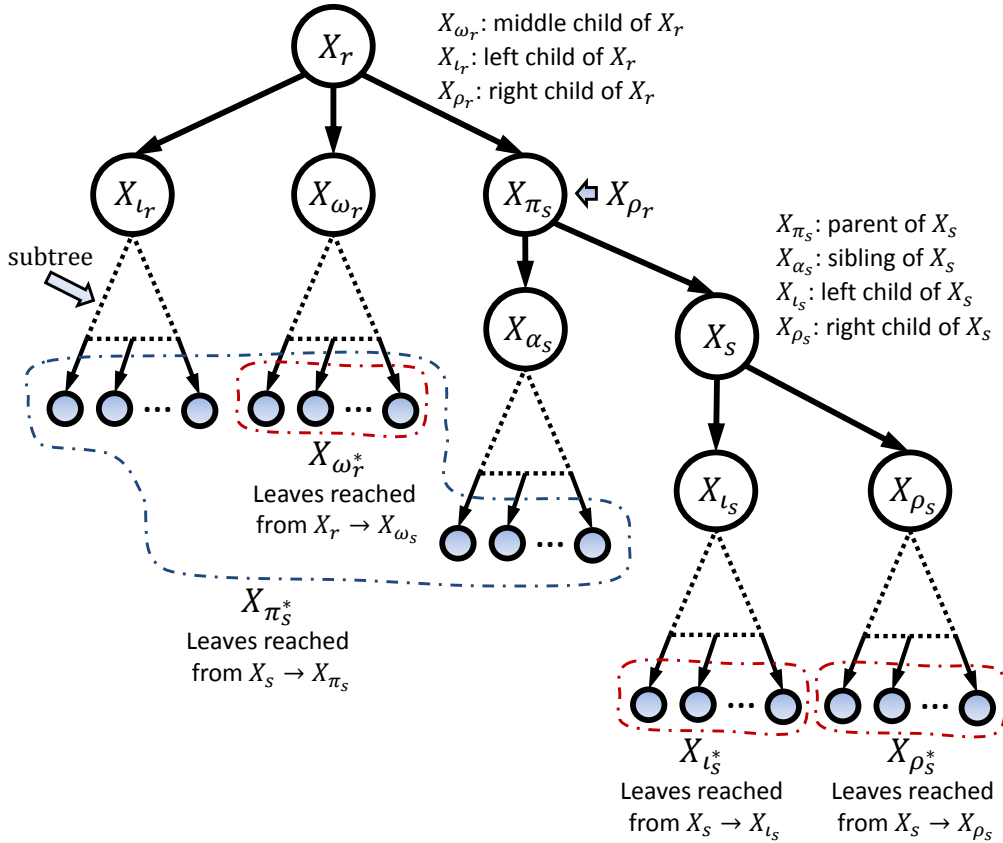 X_r
X_{ω_r}: middle child of X_r
X_{ι_r}: left child of X_r
X_{ρ_r}: right child of X_r
X_{ι_r}
X_{ω_r}
X_{π_s}
X_{ρ_r}
X_{π_s}: parent of X_s
X_{α_s}: sibling of X_s
X_{ι_s}: left child of X_s
X_{ρ_s}: right child of X_s
subtree
X_{α_s}
X_s
...
...
X_{ω_r^*}
Leaves reached
from X_r → X_{ω_s}
X_{ι_s}
X_{ρ_s}
...
X_{π_s^*}
Leaves reached
from X_s → X_{π_s}
...
...
X_{ι_s^*}
Leaves reached
from X_s → X_{ι_s}
X_{ρ_s^*}
Leaves reached
from X_s → X_{ρ_s}